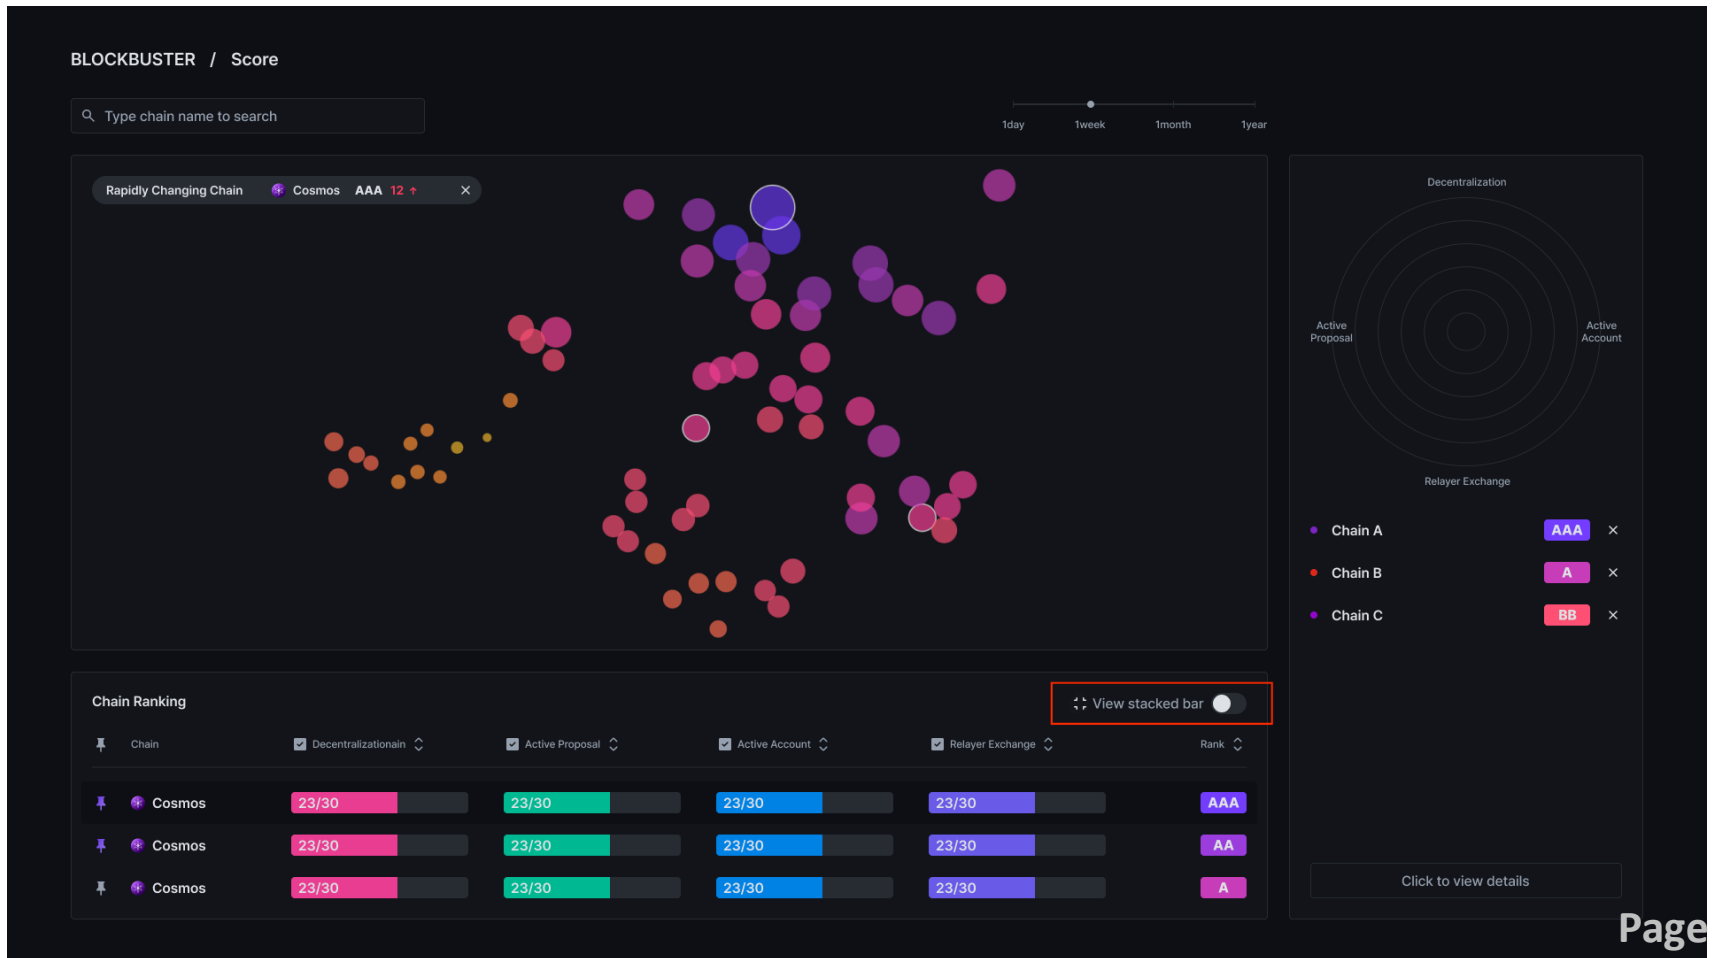 BLOCKBUSTER / Score
Type chain name to search
1day 1week 1month 1year
Rapidly Changing Chain Cosmos AAA 12 ↑ ×
Decentralization
Active Proposal
Active Account
Relayer Exchange
Chain A AAA ×
Chain B A ×
Chain C BB ×
Click to view details
Chain Ranking View stacked bar
Chain Decentralizationain Active Proposal Active Account Relayer Exchange Rank
Cosmos 23/30 23/30 23/30 23/30 AAA
Cosmos 23/30 23/30 23/30 23/30 AA
Cosmos 23/30 23/30 23/30 23/30 A
Page